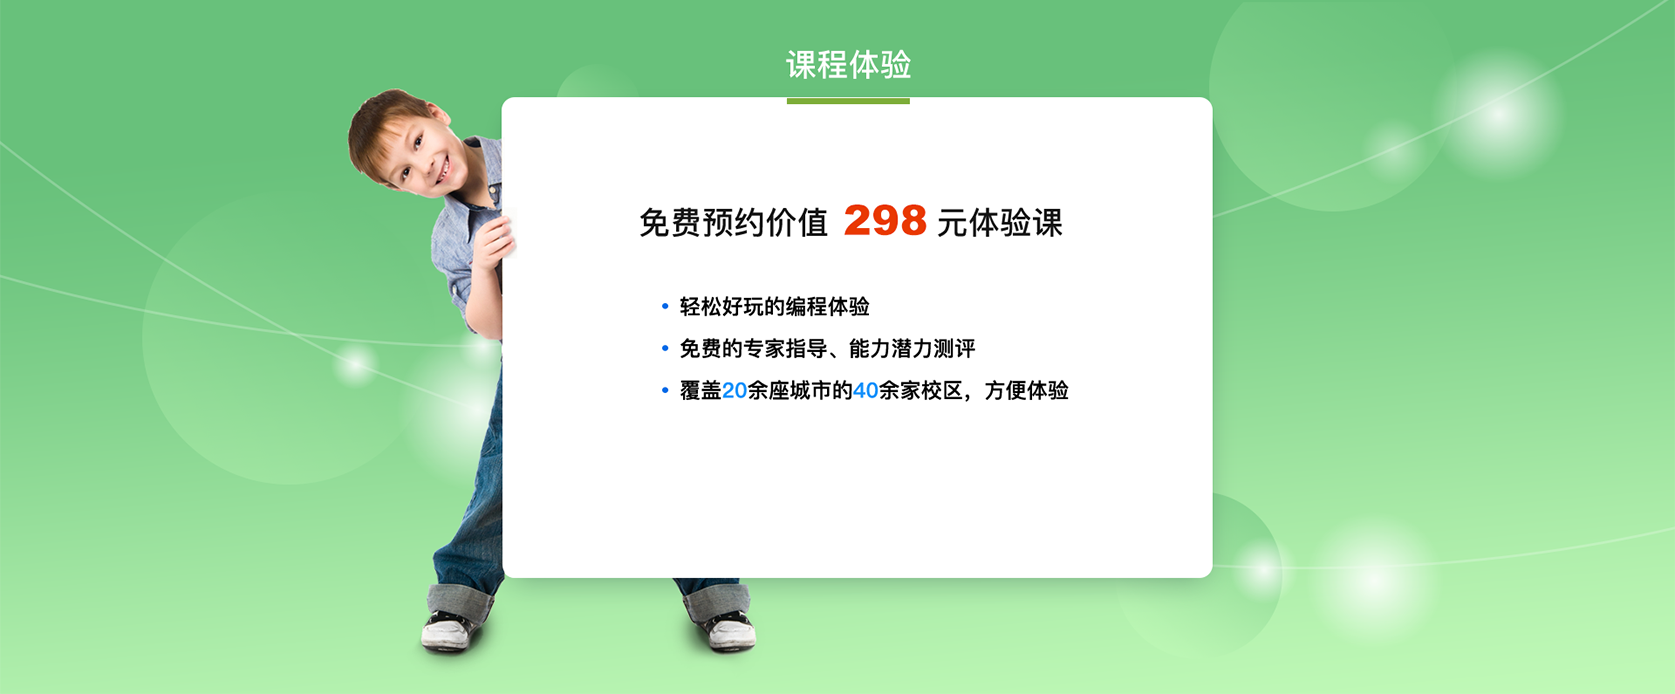 课程体验
免费预约价值 298 元体验课
• 轻松好玩的编程体验
• 免费的专家指导、能力潜力测评
• 覆盖20余座城市的40余家校区，方便体验